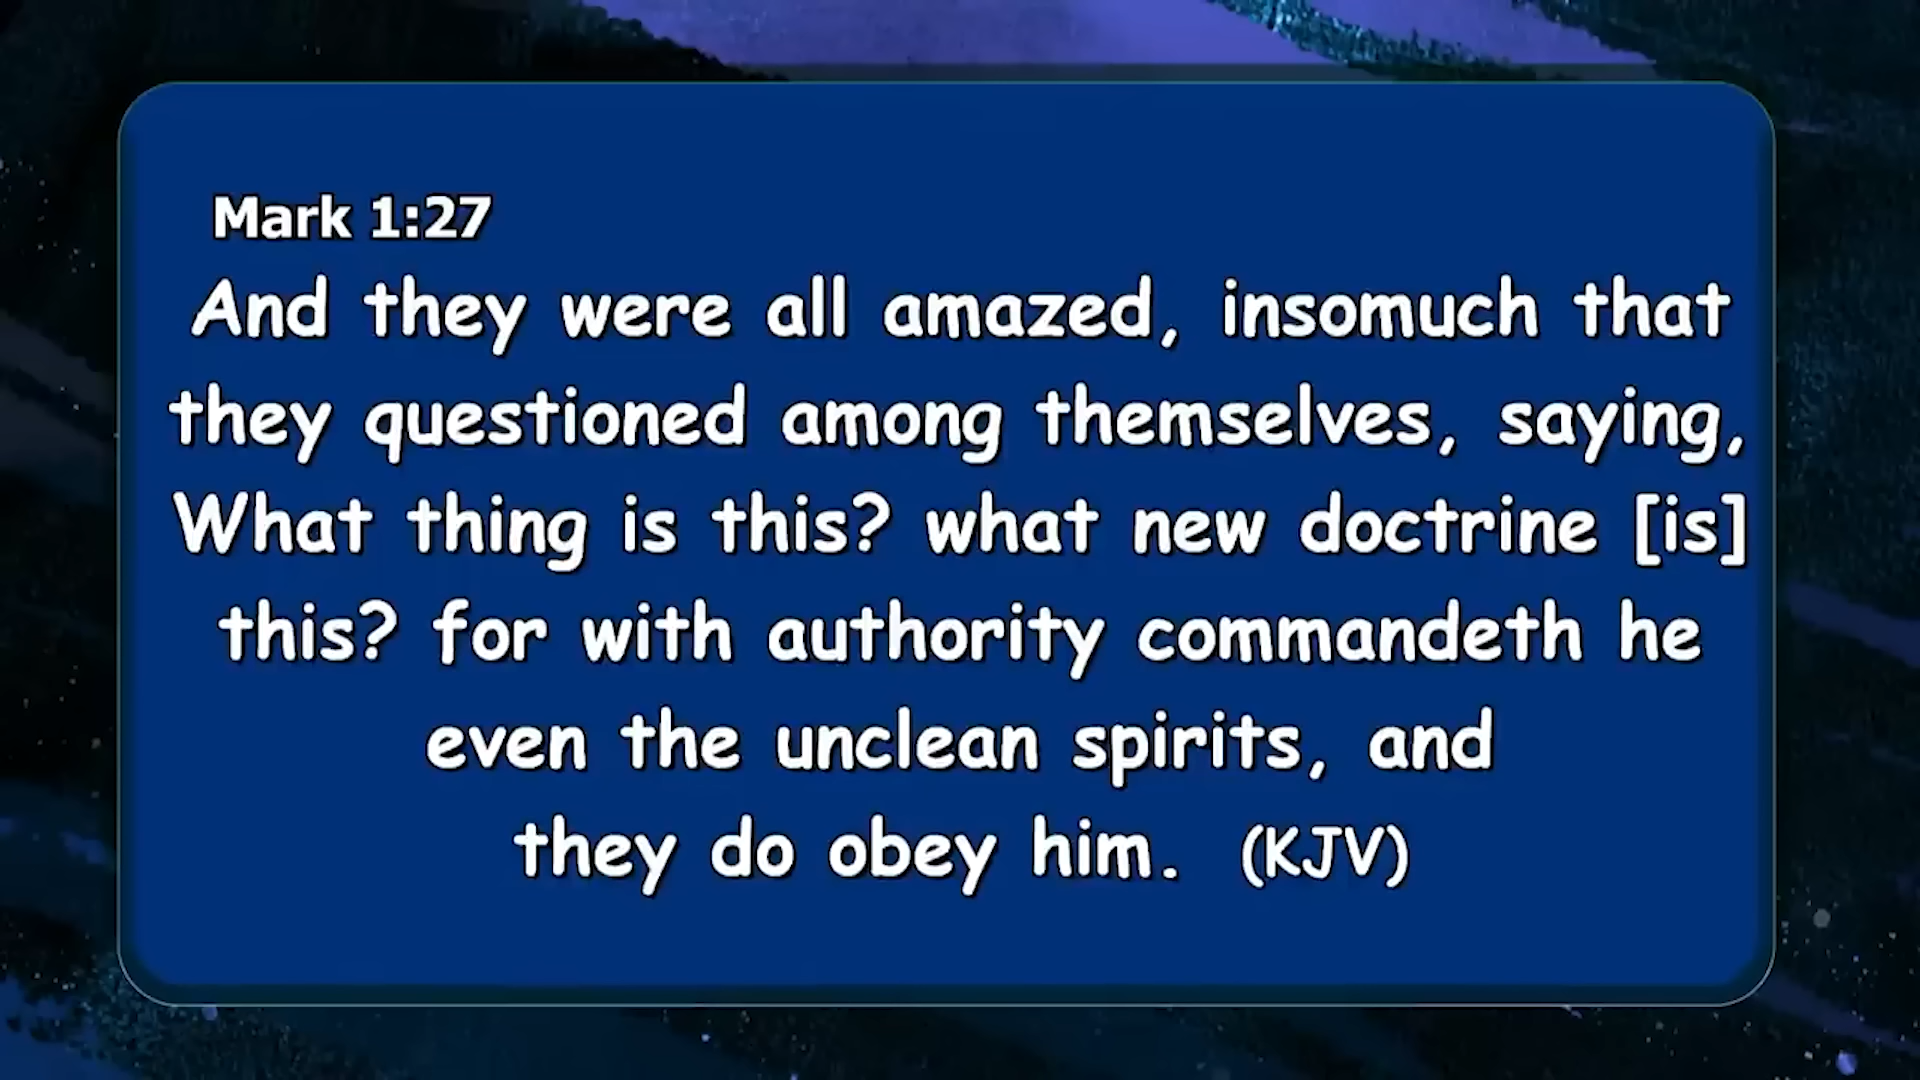 Mark 1:27
And they were all amazed, insomuch that
they questioned among themselves, saying,
What thing is this? what new doctrine [is]
this? for with authority commandeth he
even the unclean spirits, and
they do obey him. (KJV)